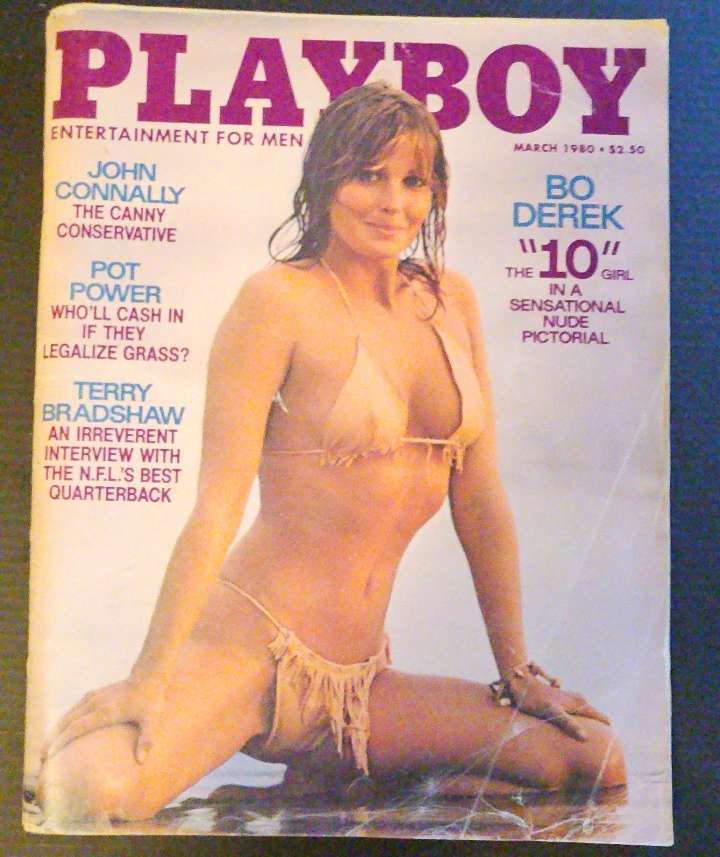 PLAYBOY
ENTERTAINMENT FOR MEN
MARCH 1980 • $2.50
JOHN
CONNALLY
THE CANNY
CONSERVATIVE
POT
POWER
WHO'LL CASH IN
IF THEY
LEGALIZE GRASS?
TERRY
BRADSHAW
AN IRREVERENT
INTERVIEW WITH
THE N.F.L.'S BEST
QUARTERBACK
BO
DEREK
THE "10" GIRL
IN A
SENSATIONAL
NUDE
PICTORIAL